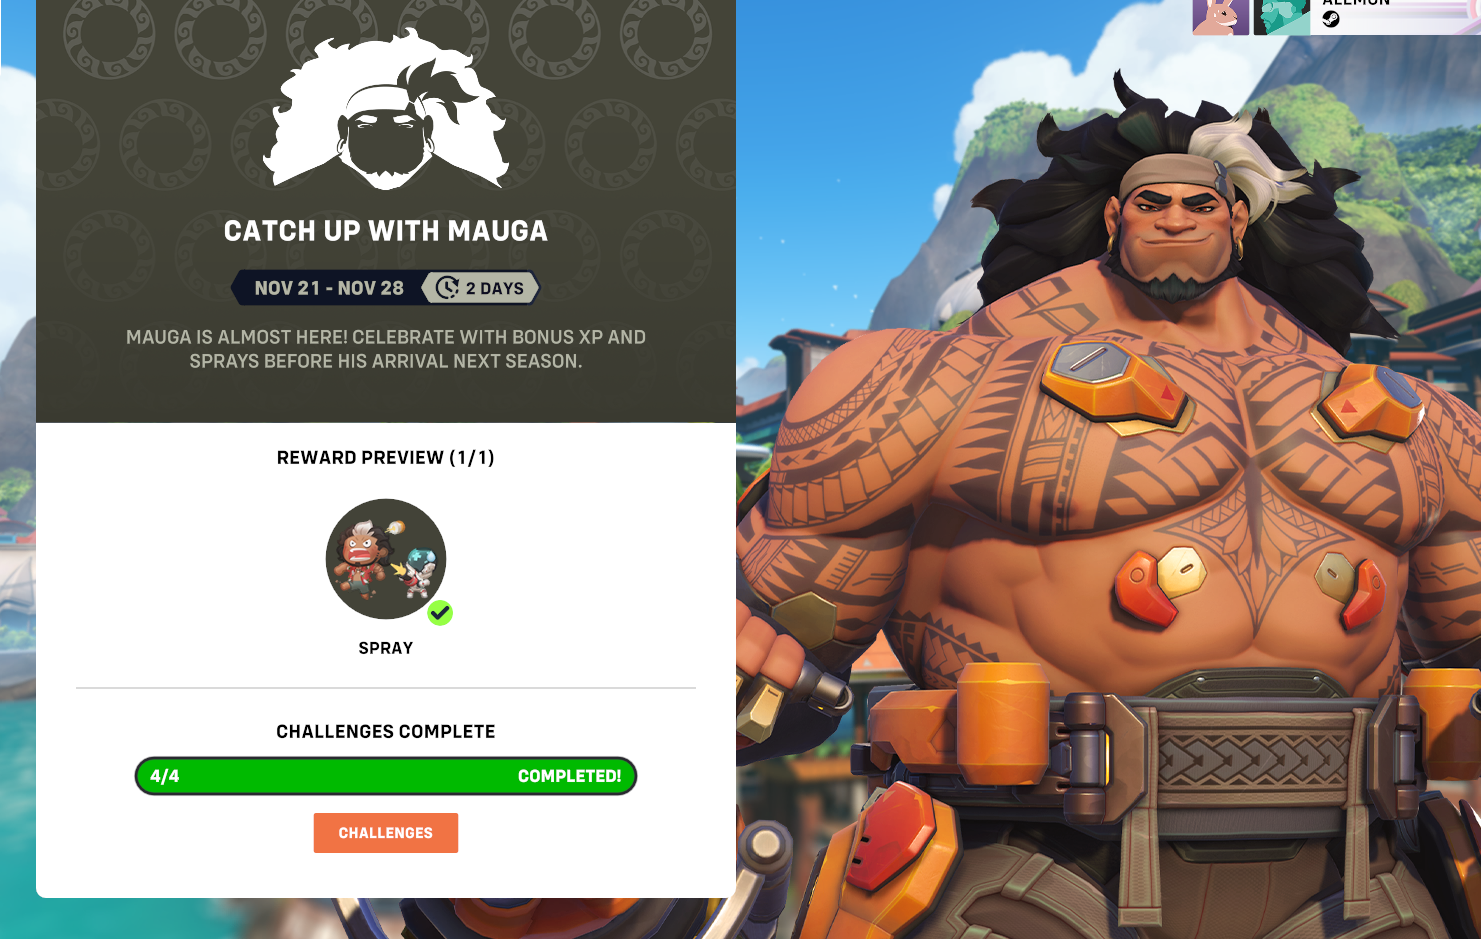 ALLMON
CATCH UP WITH MAUGA
NOV 21 - NOV 28
2 DAYS
MAUGA IS ALMOST HERE! CELEBRATE WITH BONUS XP AND
SPRAYS BEFORE HIS ARRIVAL NEXT SEASON.
REWARD PREVIEW (1/1)
SPRAY
CHALLENGES COMPLETE
4/4
COMPLETED!
CHALLENGES